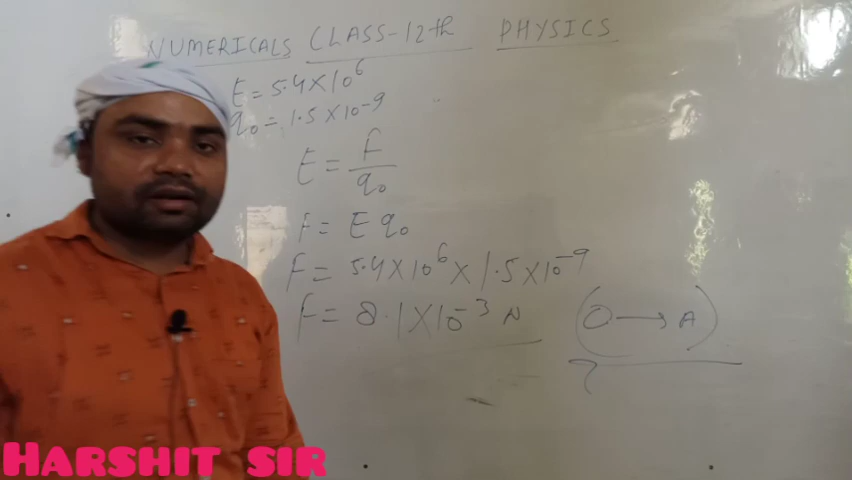 NUMERICALS CLASS-12th PHYSICS
E = 5.4 X 10⁶
q₀ = 1.5 X 10⁻⁹
E = F/q₀
F = E q₀
F = 5.4 X 10⁶ X 1.5 X 10⁻⁹
F = 8.1 X 10⁻³ N (O → A)
HARSHIT SIR